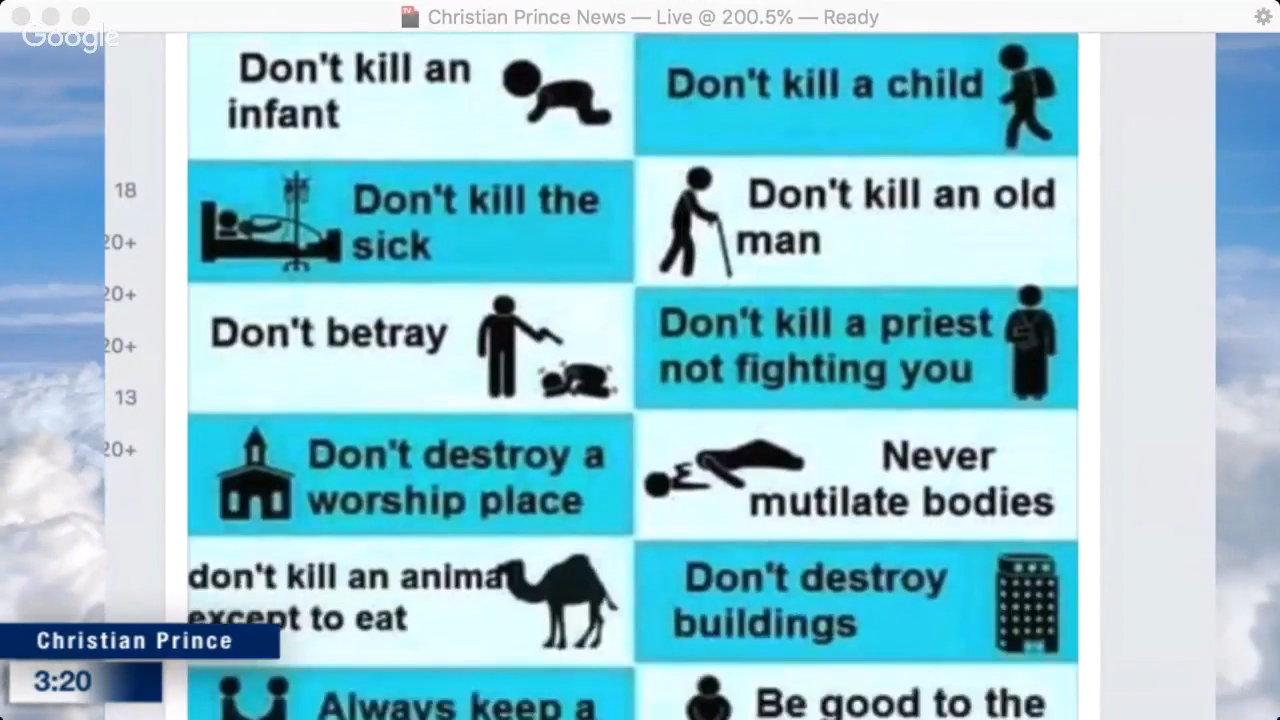 Christian Prince News — Live @ 200.5% — Ready
Google
Don't kill an
infant
Don't kill a child
18
Don't kill the
sick
Don't kill an old
man
20+
20+
Don't betray
Don't kill a priest
not fighting you
20+
13
Don't destroy a
worship place
Never
mutilate bodies
20+
don't kill an animal
except to eat
Don't destroy
buildings
Christian Prince
3:20
Always keep a
Be good to the